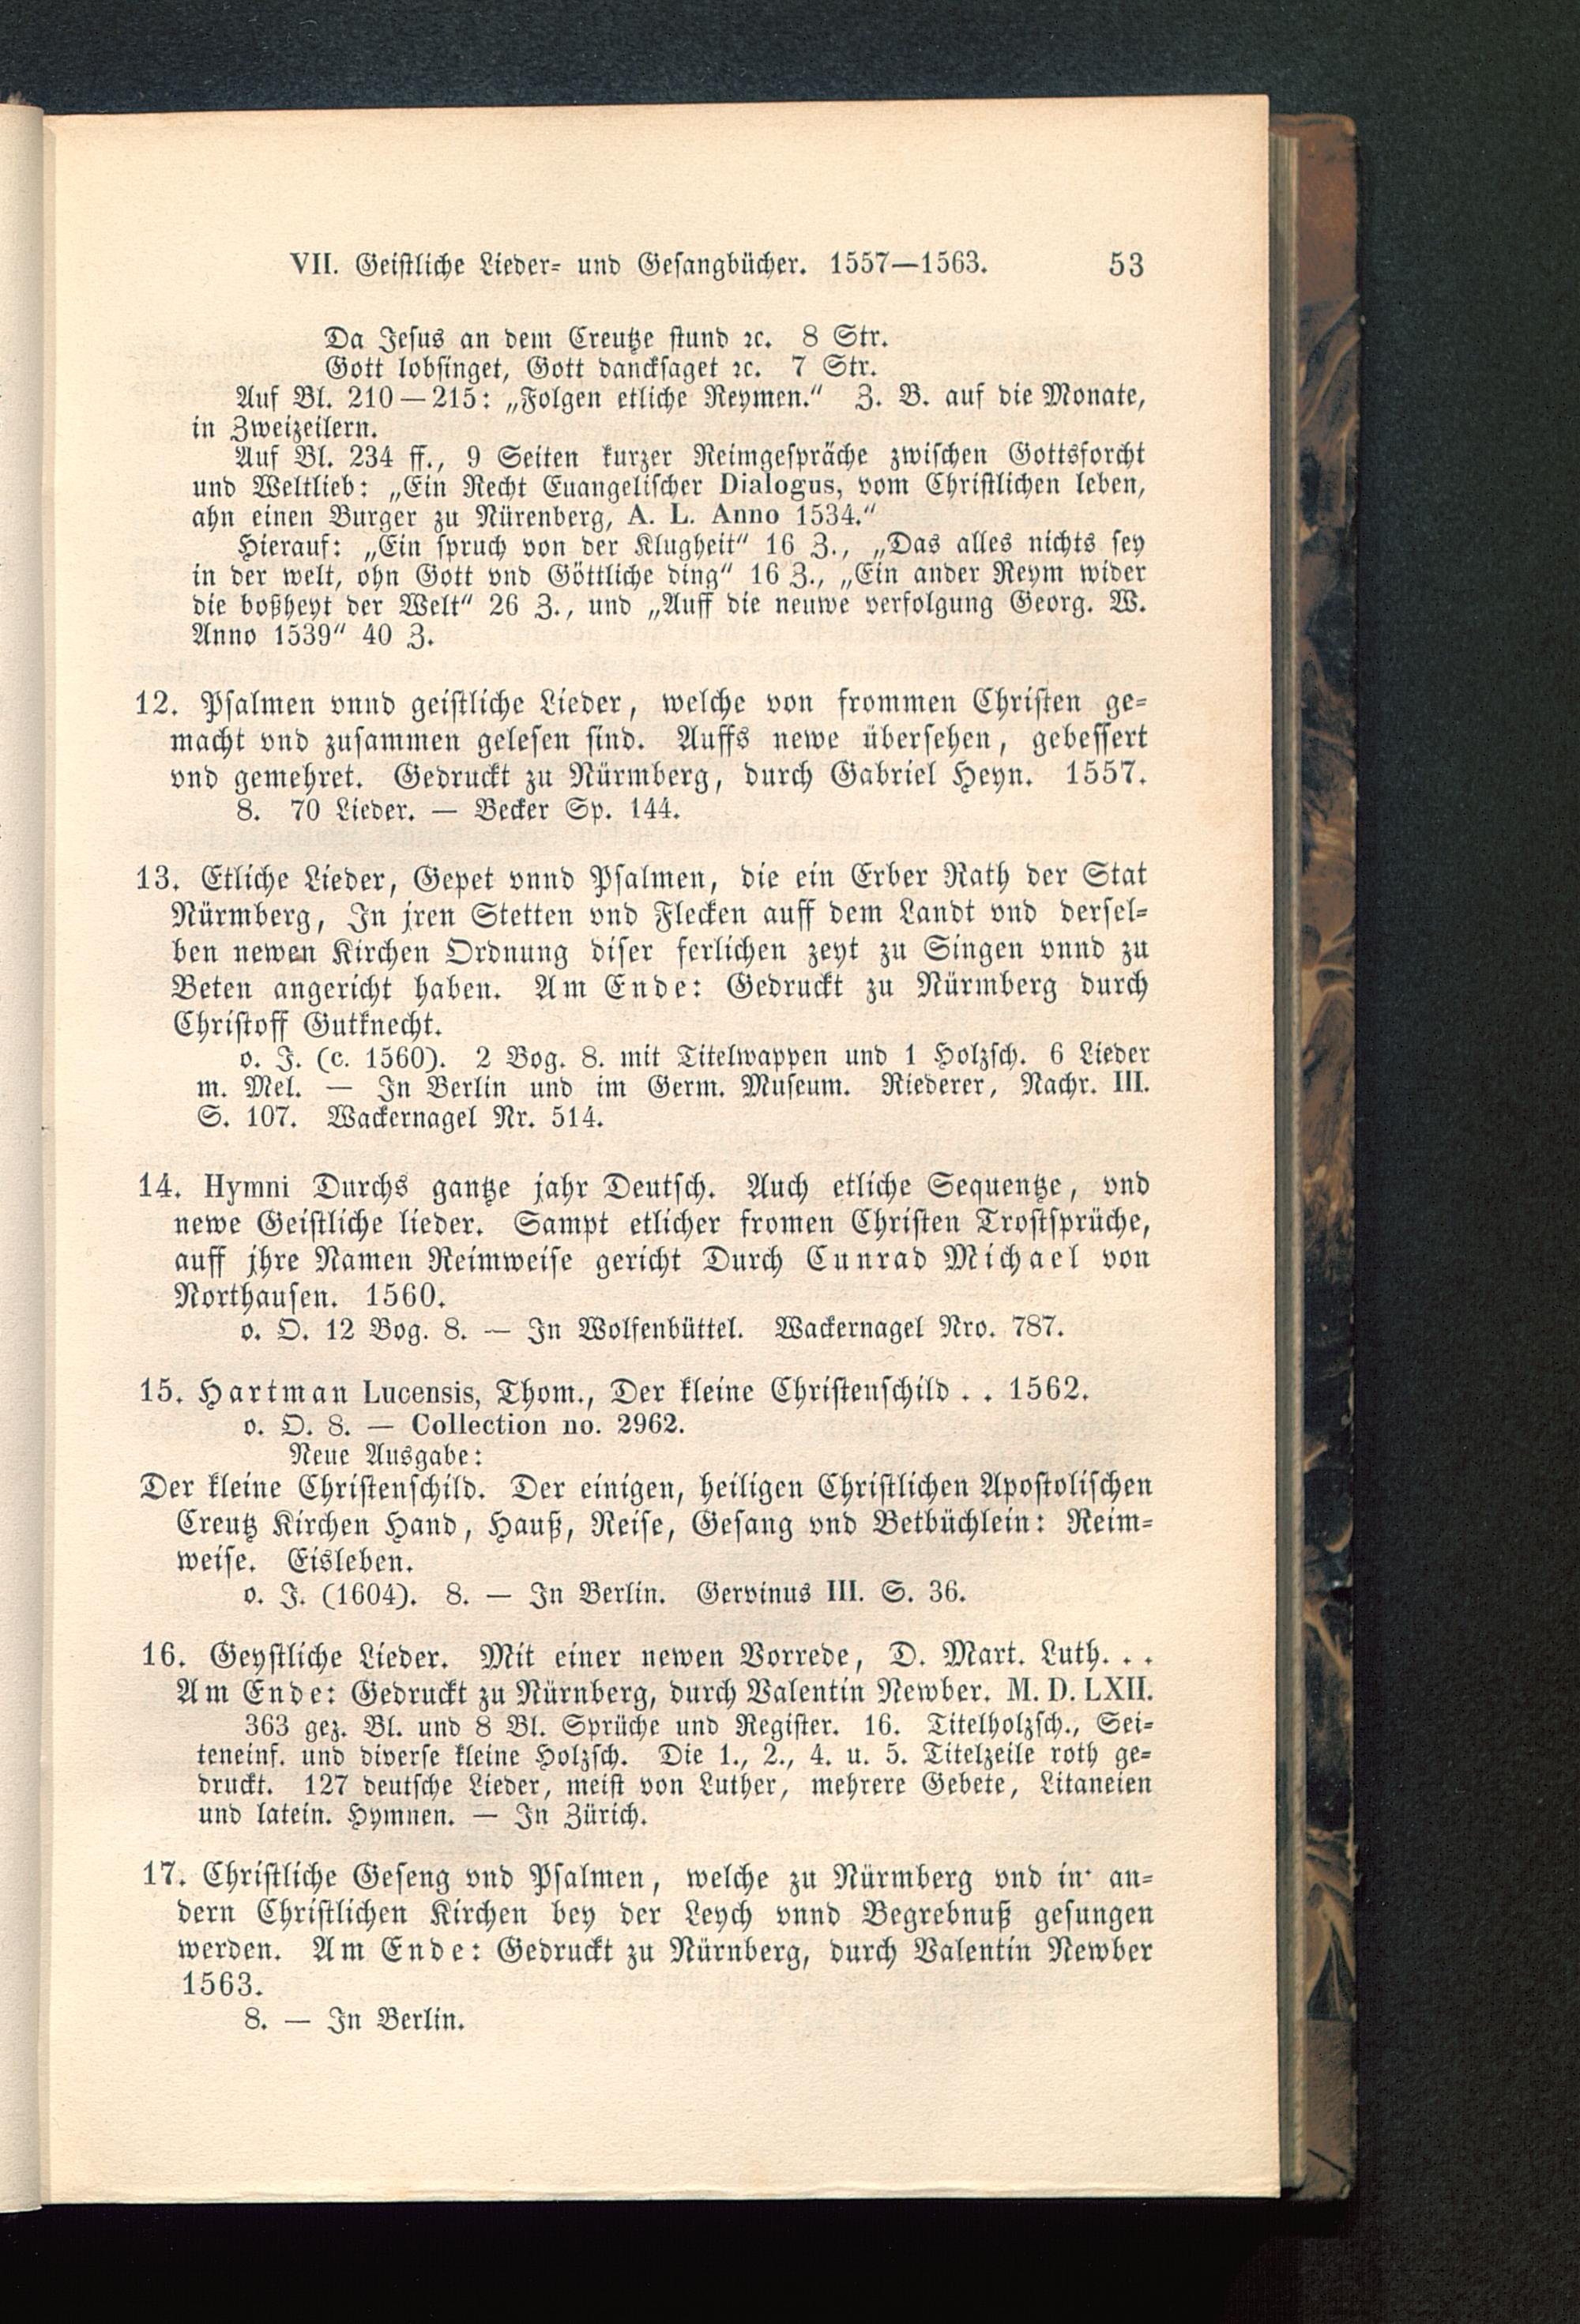 VII. Geistliche Lieder- und Gesangbücher. 1557—1563. 53
Da Jesus an dem Creutze stund ꝛc. 8 Str.
Gott lobsinget, Gott dancksaget ꝛc. 7 Str.
Auf Bl. 210—215: „Folgen etliche Reymen.“ Z. B. auf die Monate,
in Zweizeilern.
Auf Bl. 234 ff., 9 Seiten kurzer Reimgespräche zwischen Gottsforcht
und Weltlieb: „Ein Recht Euangelischer Dialogus, vom Christlichen leben,
ahn einen Burger zu Nürenberg, A. L. Anno 1534.“
Hierauf: „Ein spruch von der Klugheit“ 16 Z., „Das alles nichts sey
in der welt, ohn Gott vnd Göttliche ding“ 16 Z., „Ein ander Reym wider
die boßheyt der Welt“ 26 Z., und „Auff die neuwe verfolgung Georg. W.
Anno 1539“ 40 Z.
12. Psalmen vnnd geistliche Lieder, welche von frommen Christen ge-
macht vnd zusammen gelesen sind. Auffs newe übersehen, gebessert
vnd gemehret. Gedruckt zu Nürmberg, durch Gabriel Heyn. 1557.
8. 70 Lieder. — Becker Sp. 144.
13. Etliche Lieder, Gepet vnnd Psalmen, die ein Erber Rath der Stat
Nürmberg, In jren Stetten vnd Flecken auff dem Landt vnd dersel-
ben newen Kirchen Ordnung diser ferlichen zeyt zu Singen vnnd zu
Beten angericht haben. Am Ende: Gedruckt zu Nürmberg durch
Christoff Gutknecht.
o. J. (c. 1560). 2 Bog. 8. mit Titelwappen und 1 Holzsch. 6 Lieder
m. Mel. — In Berlin und im Germ. Museum. Riederer, Nachr. III.
S. 107. Wackernagel Nr. 514.
14. Hymni Durchs gantze jahr Deutsch. Auch etliche Sequentze, vnd
newe Geistliche lieder. Sampt etlicher fromen Christen Trostsprüche,
auff jhre Namen Reimweise gericht Durch Cunrad Michael von
Northausen. 1560.
o. O. 12 Bog. 8. — In Wolfenbüttel. Wackernagel Nro. 787.
15. Hartman Lucensis, Thom., Der kleine Christenschild . . 1562.
o. O. 8. — Collection no. 2962.
Neue Ausgabe:
Der kleine Christenschild. Der einigen, heiligen Christlichen Apostolischen
Creutz Kirchen Hand, Hauß, Reise, Gesang vnd Betbüchlein: Reim-
weise. Eisleben.
o. J. (1604). 8. — In Berlin. Gervinus III. S. 36.
16. Geystliche Lieder. Mit einer newen Vorrede, D. Mart. Luth. . .
Am Ende: Gedruckt zu Nürnberg, durch Valentin Newber. M. D. LXII.
363 gez. Bl. und 8 Bl. Sprüche und Register. 16. Titelholzsch., Sei-
teneinf. und diverse kleine Holzsch. Die 1., 2., 4. u. 5. Titelzeile roth ge-
druckt. 127 deutsche Lieder, meist von Luther, mehrere Gebete, Litaneien
und latein. Hymnen. — In Zürich.
17. Christliche Geseng vnd Psalmen, welche zu Nürmberg vnd in an-
dern Christlichen Kirchen bey der Leych vnnd Begrebnuß gesungen
werden. Am Ende: Gedruckt zu Nürnberg, durch Valentin Newber
1563.
8. — In Berlin.